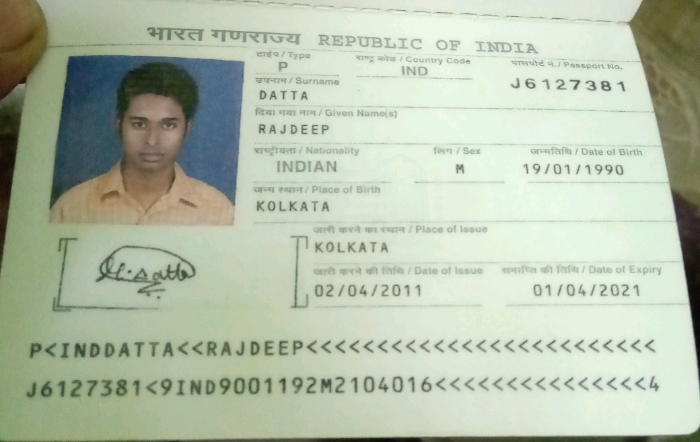 भारत गणराज्य REPUBLIC OF INDIA
टाईप / Type राष्ट्र कोड / Country Code पासपोर्ट नं. / Passport No.
P IND J6127381
उपनाम / Surname
DATTA
दिया गया नाम / Given Name(s)
RAJDEEP
राष्ट्रीयता / Nationality लिंग / Sex जन्मतिथि / Date of Birth
INDIAN M 19/01/1990
जन्म स्थान / Place of Birth
KOLKATA
जारी करने का स्थान / Place of Issue
KOLKATA
जारी करने की तिथि / Date of Issue समाप्ति की तिथि / Date of Expiry
02/04/2011 01/04/2021
P<INDDATTA<<RAJDEEP<<<<<<<<<<<<<<<<<<<<<<<<<
J6127381<9IND9001192M2104016<<<<<<<<<<<<<<<4